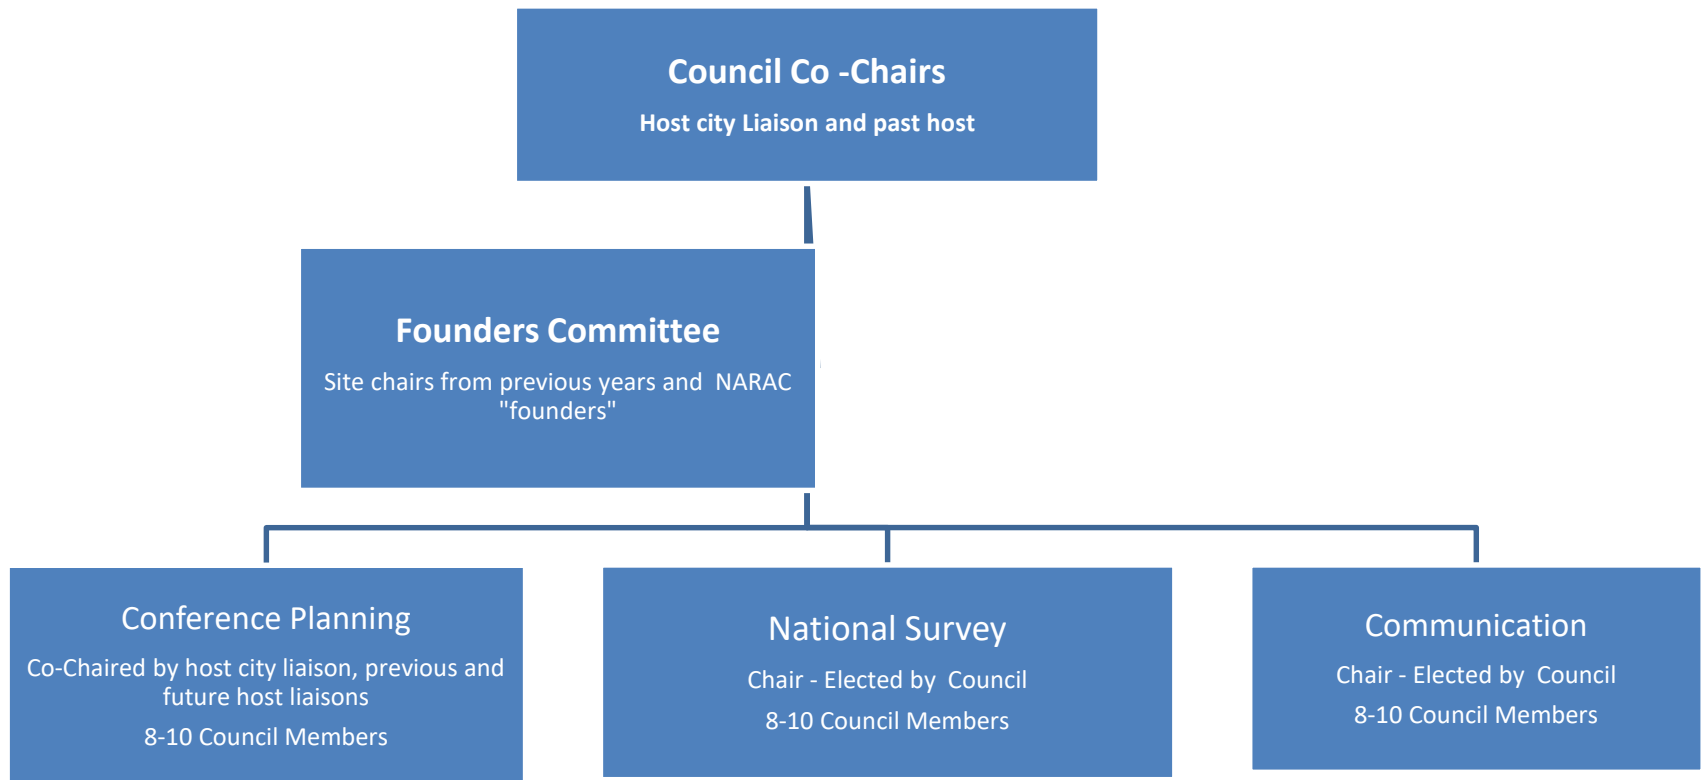 Council Co -Chairs
Host city Liaison and past host
Founders Committee
Site chairs from previous years and  NARAC
"founders"
Conference Planning
Co-Chaired by host city liaison, previous and
future host liaisons
8-10 Council Members
National Survey
Chair - Elected by  Council
8-10 Council Members
Communication
Chair - Elected by  Council
8-10 Council Members